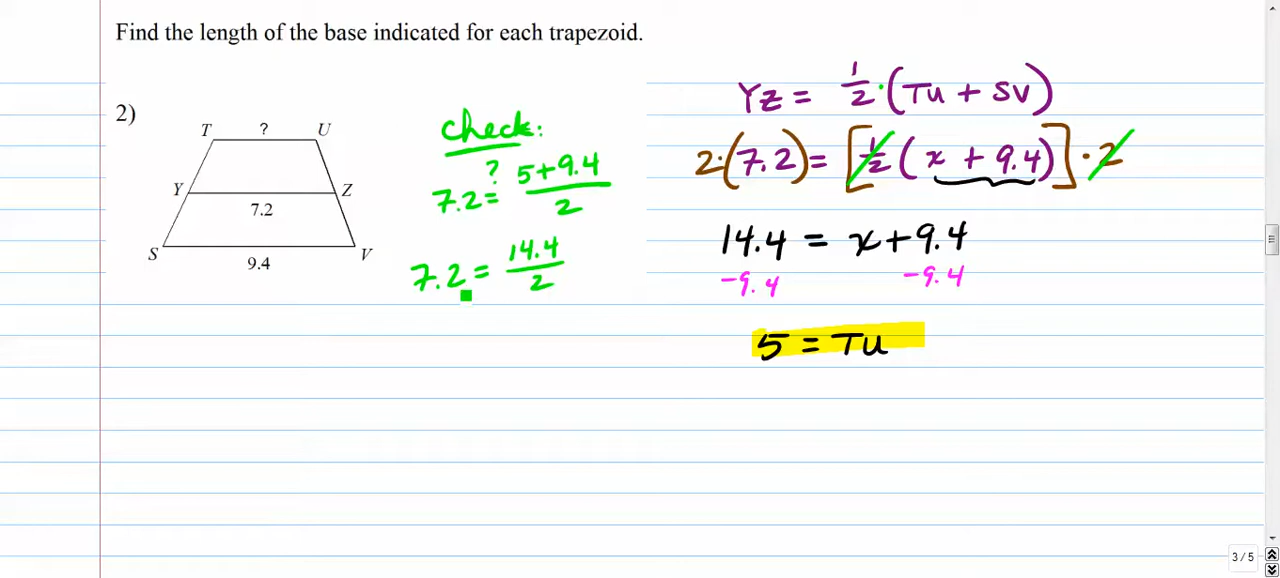 Find the length of the base indicated for each trapezoid.
2)
T ? U
Y Z
7.2
S V
9.4
check:
7.2 =? (5+9.4)/2
7.2 = 14.4/2
YZ = 1/2 · (TU + SV)
2·(7.2) = [1/2 (x + 9.4)] · 2
14.4 = x+9.4
-9.4 -9.4
5 = TU
3 / 5